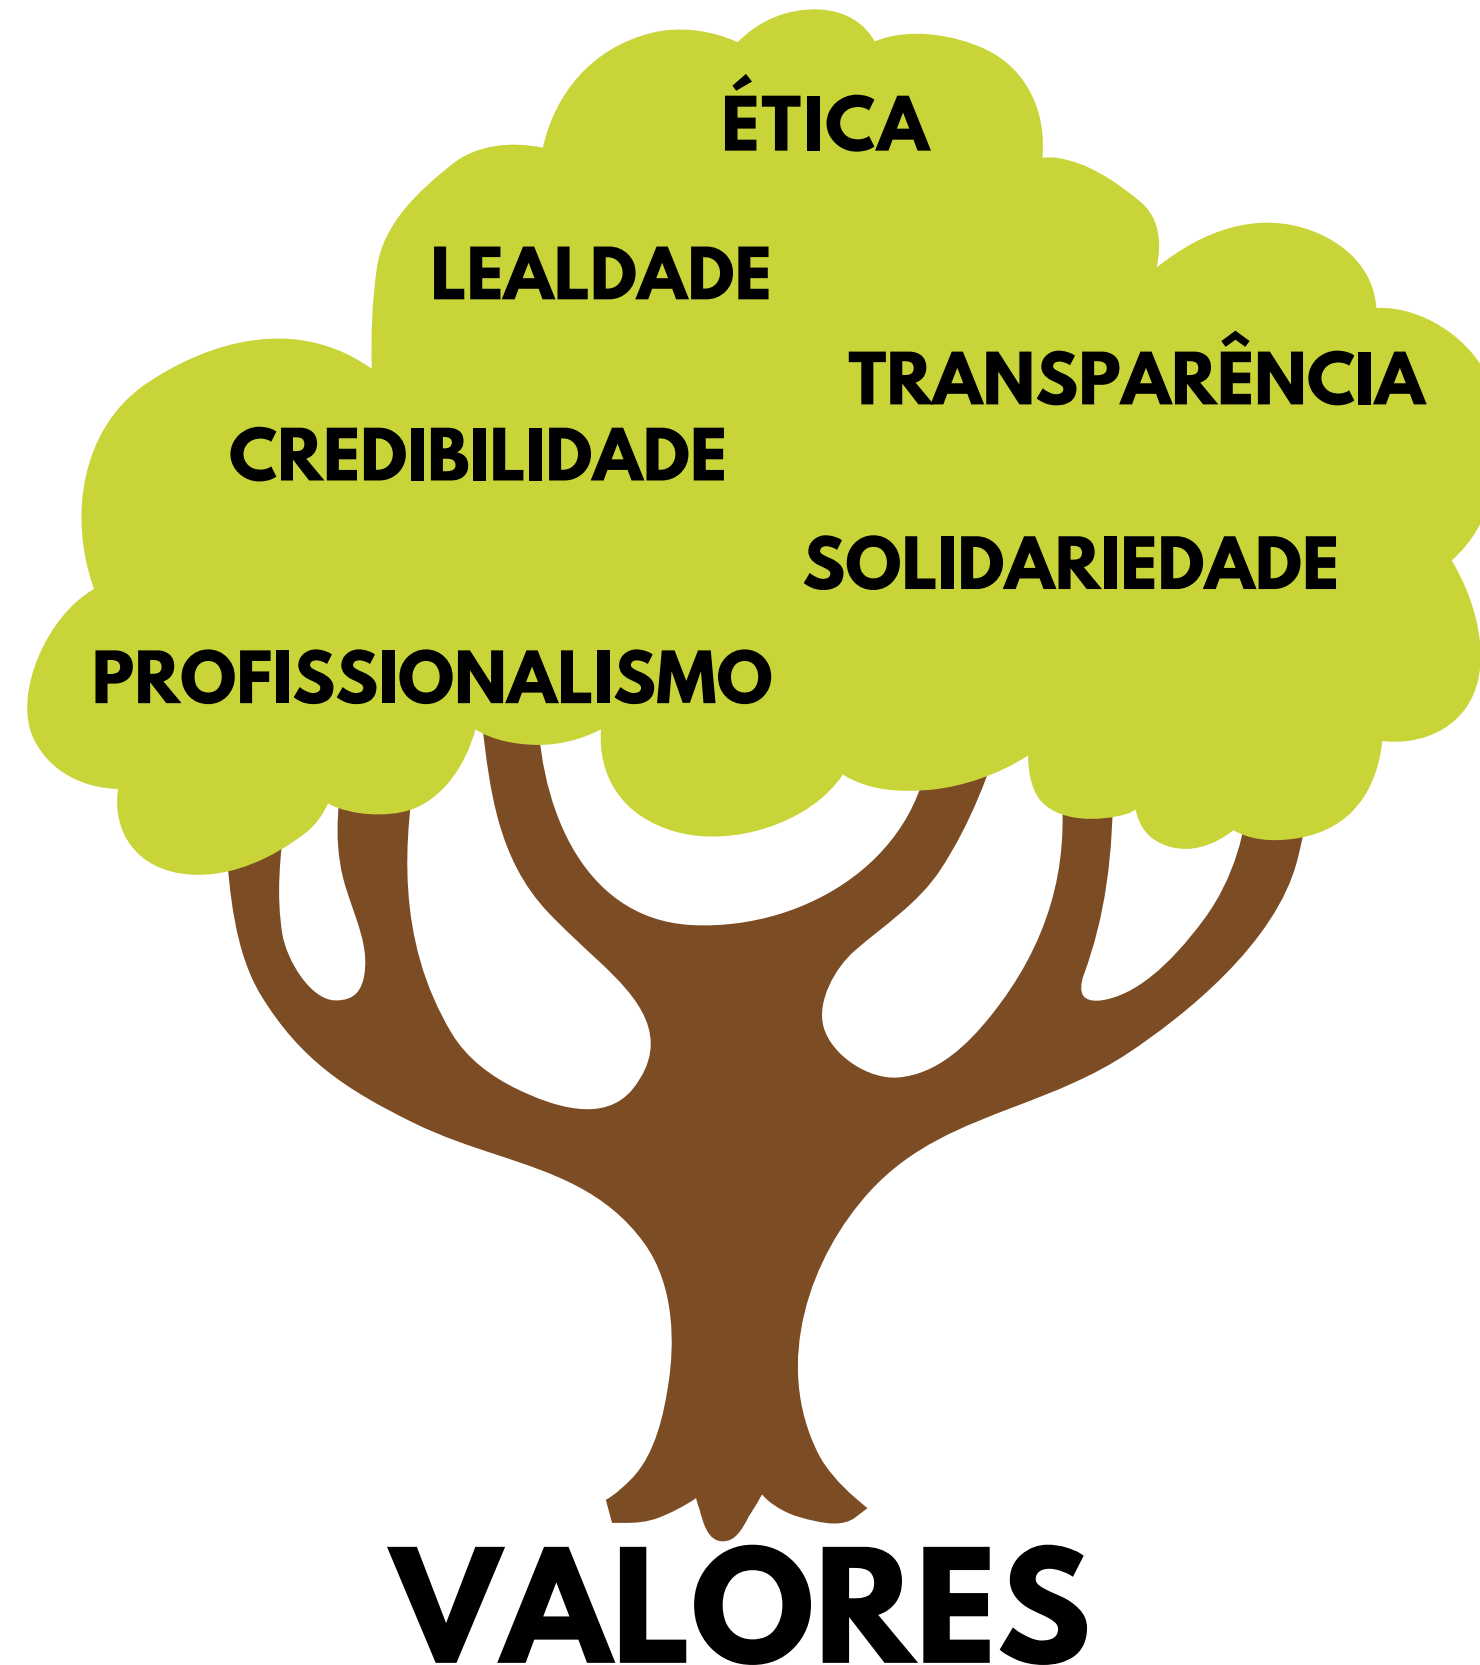 ÉTICA
LEALDADE
TRANSPARÊNCIA
CREDIBILIDADE
SOLIDARIEDADE
PROFISSIONALISMO
VALORES